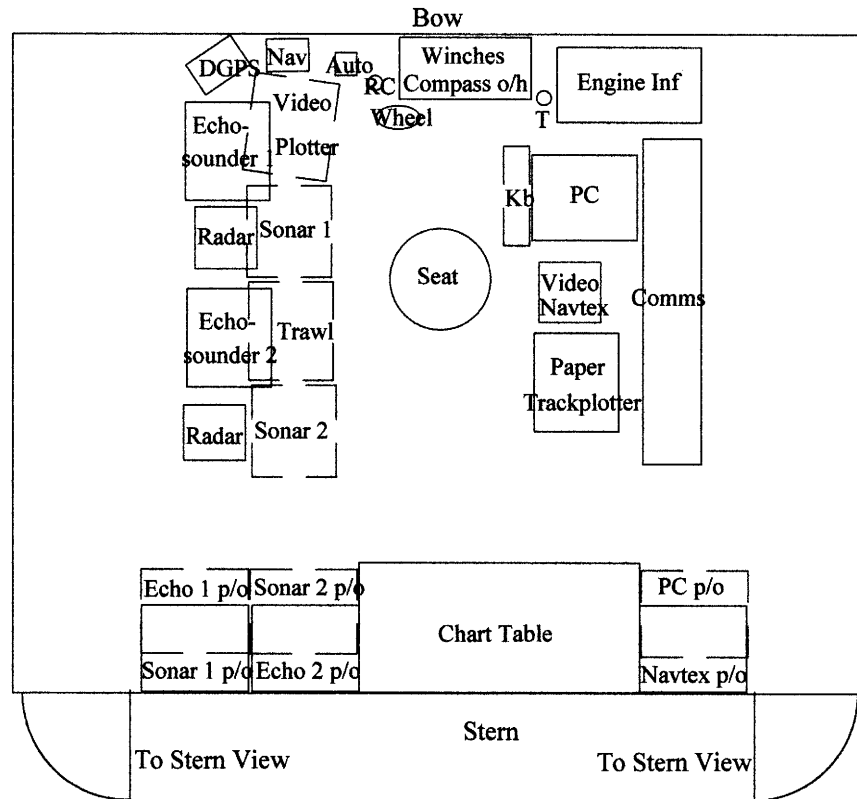 Bow
DGPS
Nav
Auto
RC
Winches
Compass o/h
Engine Inf
T
Video
Plotter
Wheel
Echo-
sounder 1
Kb
PC
Radar
Sonar 1
Seat
Video
Navtex
Comms
Echo-
sounder 2
Trawl
Paper
Trackplotter
Radar
Sonar 2
Echo 1 p/o
Sonar 2 p/o
PC p/o
Chart Table
Sonar 1 p/o
Echo 2 p/o
Navtex p/o
Stern
To Stern View
To Stern View